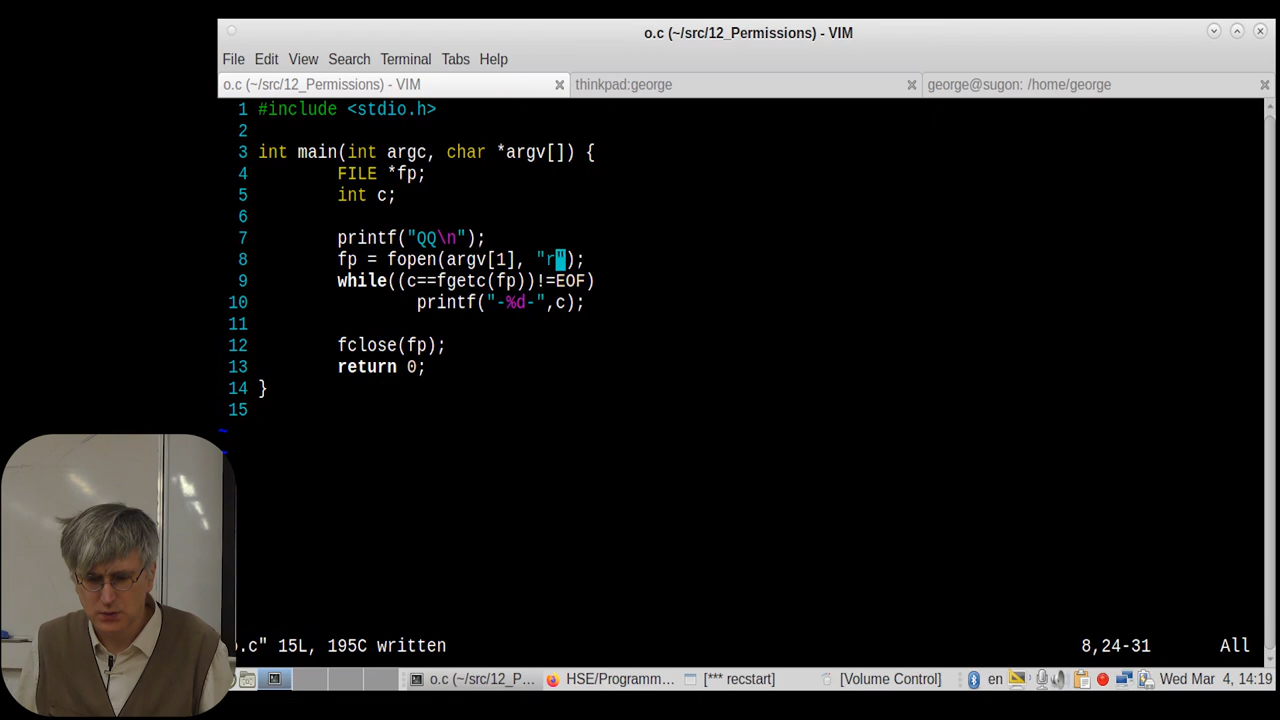 o.c (~/src/12_Permissions) - VIM
File Edit View Search Terminal Tabs Help
o.c (~/src/12_Permissions) - VIM thinkpad:george george@sugon: /home/george
1 #include <stdio.h>
2
3 int main(int argc, char *argv[]) {
4 FILE *fp;
5 int c;
6
7 printf("QQ\n");
8 fp = fopen(argv[1], "r");
9 while((c==fgetc(fp))!=EOF)
10 printf("-%d-",c);
11
12 fclose(fp);
13 return 0;
14 }
15
~
~
o.c" 15L, 195C written 8,24-31 All
o.c (~/src/12_P... HSE/Programm... [*** recstart] [Volume Control] en Wed Mar 4, 14:19